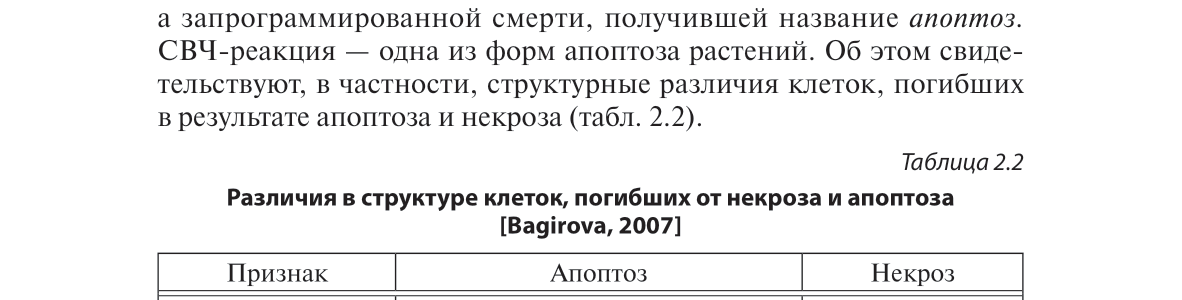 а запрограммированной смерти, получившей название апоптоз.
СВЧ-реакция — одна из форм апоптоза растений. Об этом свиде-
тельствуют, в частности, структурные различия клеток, погибших
в результате апоптоза и некроза (табл. 2.2).
Таблица 2.2
Различия в структуре клеток, погибших от некроза и апоптоза
[Bagirova, 2007]
Признак Апоптоз Некроз